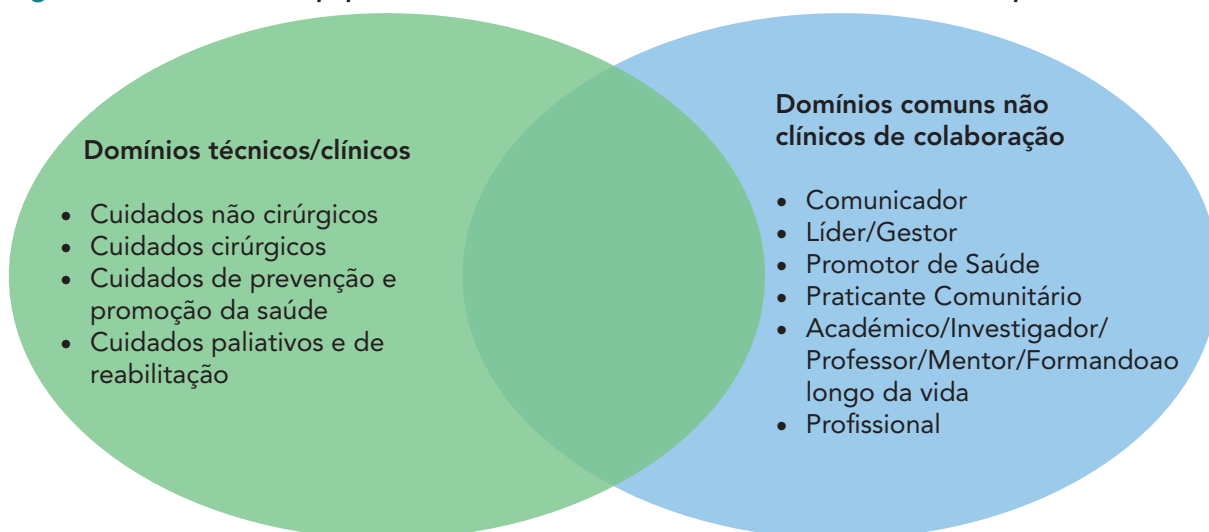 Domínios técnicos/clínicos
• Cuidados não cirúrgicos
• Cuidados cirúrgicos
• Cuidados de prevenção e
promoção da saúde
• Cuidados paliativos e de
reabilitação
Domínios comuns não
clínicos de colaboração
• Comunicador
• Líder/Gestor
• Promotor de Saúde
• Praticante Comunitário
• Académico/Investigador/
Professor/Mentor/Formandoao
longo da vida
• Profissional